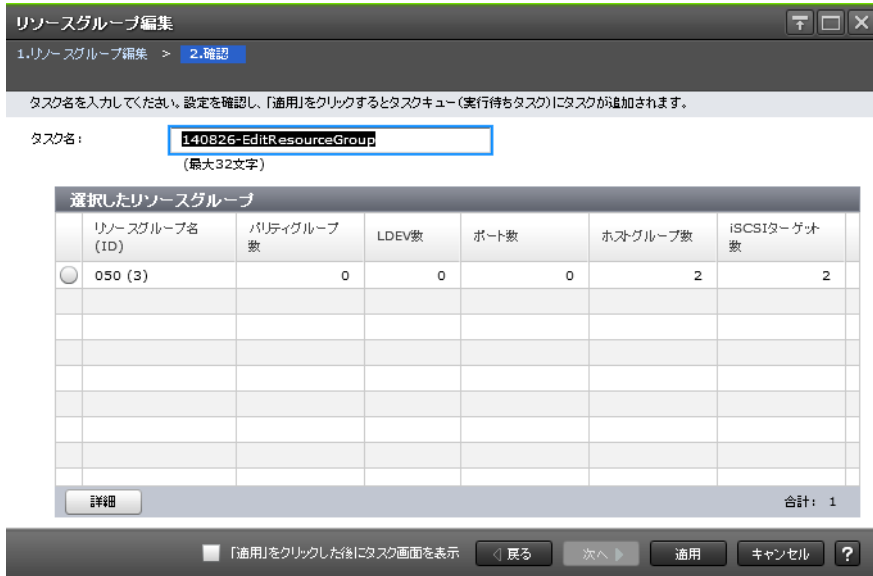 リソースグループ編集
1.リソースグループ編集 > 2.確認
タスク名を入力してください。設定を確認し、「適用」をクリックするとタスクキュー(実行待ちタスク)にタスクが追加されます。
タスク名: 140826-EditResourceGroup
(最大32文字)
選択したリソースグループ
リソースグループ名 (ID) パリティグループ数 LDEV数 ポート数 ホストグループ数 iSCSIターゲット数
050 (3) 0 0 0 2 2
詳細 合計: 1
「適用」をクリックした後にタスク画面を表示 戻る 次へ 適用 キャンセル ?